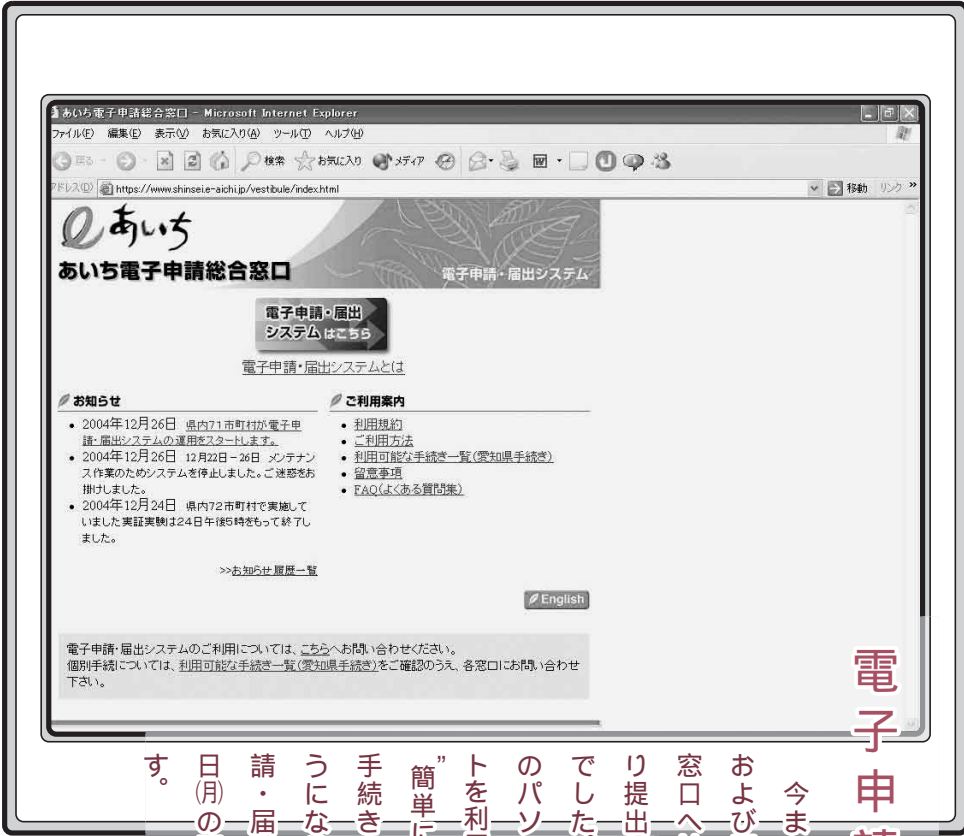 あいち電子申請総合窓口 - Microsoft Internet Explorer
ファイル(F) 編集(E) 表示(V) お気に入り(A) ツール(T) ヘルプ(H)
戻る 検索 お気に入り メディア
アドレス(D) https://www.shinsei.e-aichi.jp/vestibule/index.html 移動 リンク »
eあいち
あいち電子申請総合窓口
電子申請・届出システム
電子申請・届出
システムはこちら
電子申請・届出システムとは
お知らせ
• 2004年12月26日 県内71市町村が電子申
請・届出システムの運用をスタートします。
• 2004年12月26日 12月22日-26日 メンテナン
ス作業のためシステムを停止しました。ご迷惑をお
掛けしました。
• 2004年12月24日 県内72市町村で実施して
いました実証実験は24日午後5時をもって終了し
ました。
>>お知らせ履歴一覧
ご利用案内
• 利用規約
• ご利用方法
• 利用可能な手続き一覧(愛知県手続き)
• 留意事項
• FAQ(よくある質問集)
English
電子申請・届出システムのご利用については、こちらへお問い合わせください。
個別手続については、利用可能な手続き一覧(愛知県手続き)をご確認のうえ、各窓口にお問い合わせ
下さい。
電子申請
今ま
および
窓口へ
り提出
でした
のパソ
トを利
”簡単に
手続き
うにな
請・届
日㈪の
す。